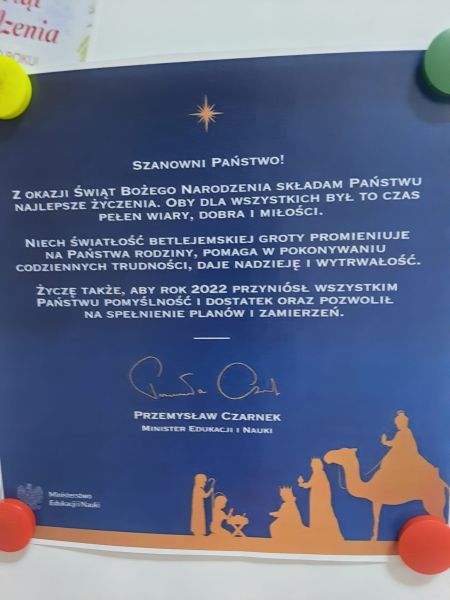 dzenia
ROKU!
SZANOWNI PAŃSTWO!
Z OKAZJI ŚWIĄT BOŻEGO NARODZENIA SKŁADAM PAŃSTWU
NAJLEPSZE ŻYCZENIA. OBY DLA WSZYSTKICH BYŁ TO CZAS
PEŁEN WIARY, DOBRA I MIŁOŚCI.
NIECH ŚWIATŁOŚĆ BETLEJEMSKIEJ GROTY PROMIENIUJE
NA PAŃSTWA RODZINY, POMAGA W POKONYWANIU
CODZIENNYCH TRUDNOŚCI, DAJE NADZIEJĘ I WYTRWAŁOŚĆ.
ŻYCZĘ TAKŻE, ABY ROK 2022 PRZYNIÓSŁ WSZYSTKIM
PAŃSTWU POMYŚLNOŚĆ I DOSTATEK ORAZ POZWOLIŁ
NA SPEŁNIENIE PLANÓW I ZAMIERZEŃ.
PRZEMYSŁAW CZARNEK
MINISTER EDUKACJI I NAUKI
Ministerstwo
Edukacji i Nauki